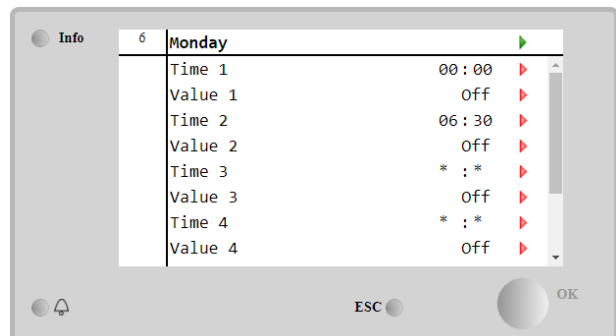 Info
6 Monday
Time 1 00:00
Value 1 Off
Time 2 06:30
Value 2 Off
Time 3 * :*
Value 3 Off
Time 4 * :*
Value 4 Off
ESC OK